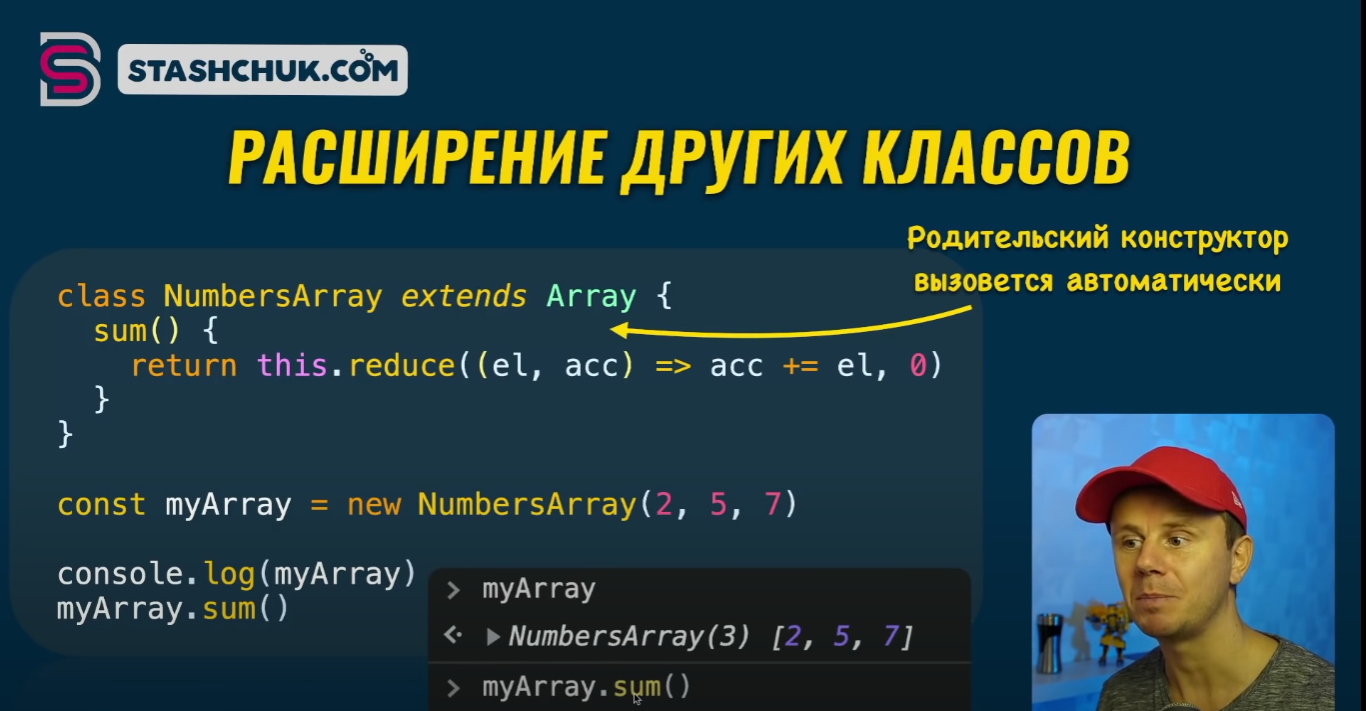 STASHCHUK.COM
РАСШИРЕНИЕ ДРУГИХ КЛАССОВ
Родительский конструктор
вызовется автоматически
class NumbersArray extends Array {
  sum() {
    return this.reduce((el, acc) => acc += el, 0)
  }
}
const myArray = new NumbersArray(2, 5, 7)
console.log(myArray)
myArray.sum()
> myArray
NumbersArray(3) [2, 5, 7]
> myArray.sum()